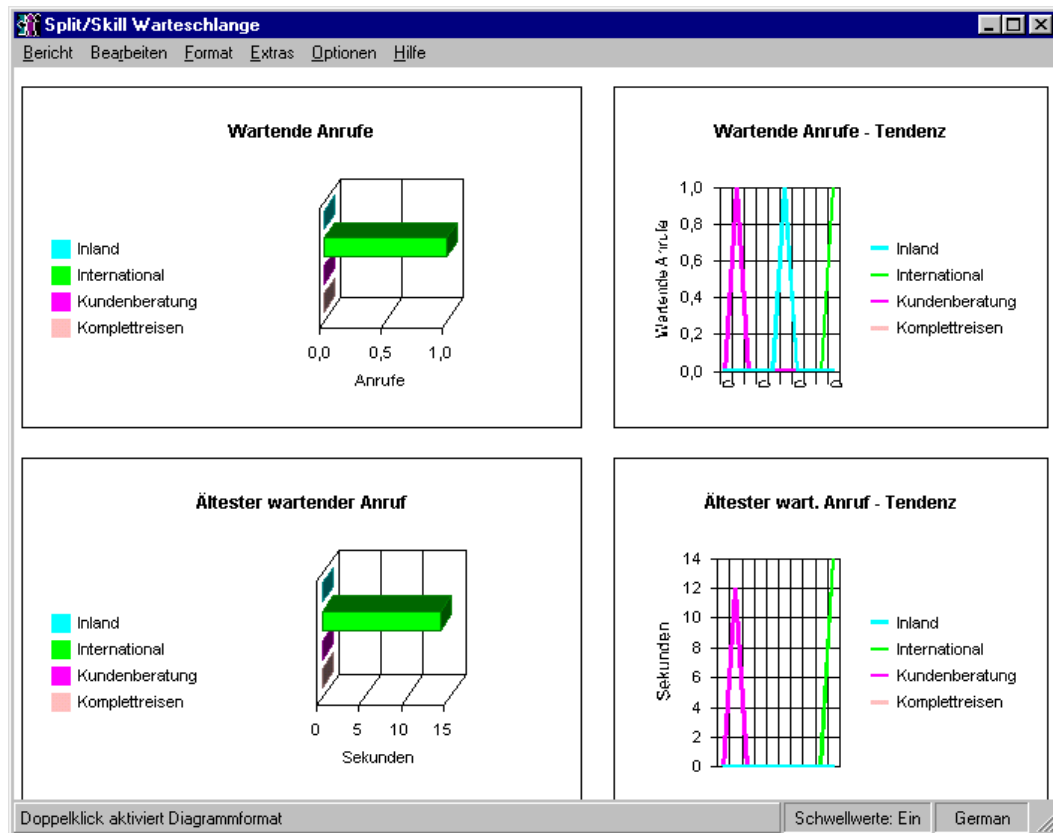 Split/Skill Warteschlange
Bericht Bearbeiten Format Extras Optionen Hilfe
Wartende Anrufe
Inland
International
Kundenberatung
Komplettreisen
0,0 0,5 1,0
Anrufe
Wartende Anrufe - Tendenz
Wartende Anrufe
1,0
0,8
0,6
0,4
0,2
0,0
Inland
International
Kundenberatung
Komplettreisen
Ältester wartender Anruf
Inland
International
Kundenberatung
Komplettreisen
0 5 10 15
Sekunden
Ältester wart. Anruf - Tendenz
Sekunden
14
12
10
8
6
4
2
0
Inland
International
Kundenberatung
Komplettreisen
Doppelklick aktiviert Diagrammformat
Schwellwerte: Ein
German